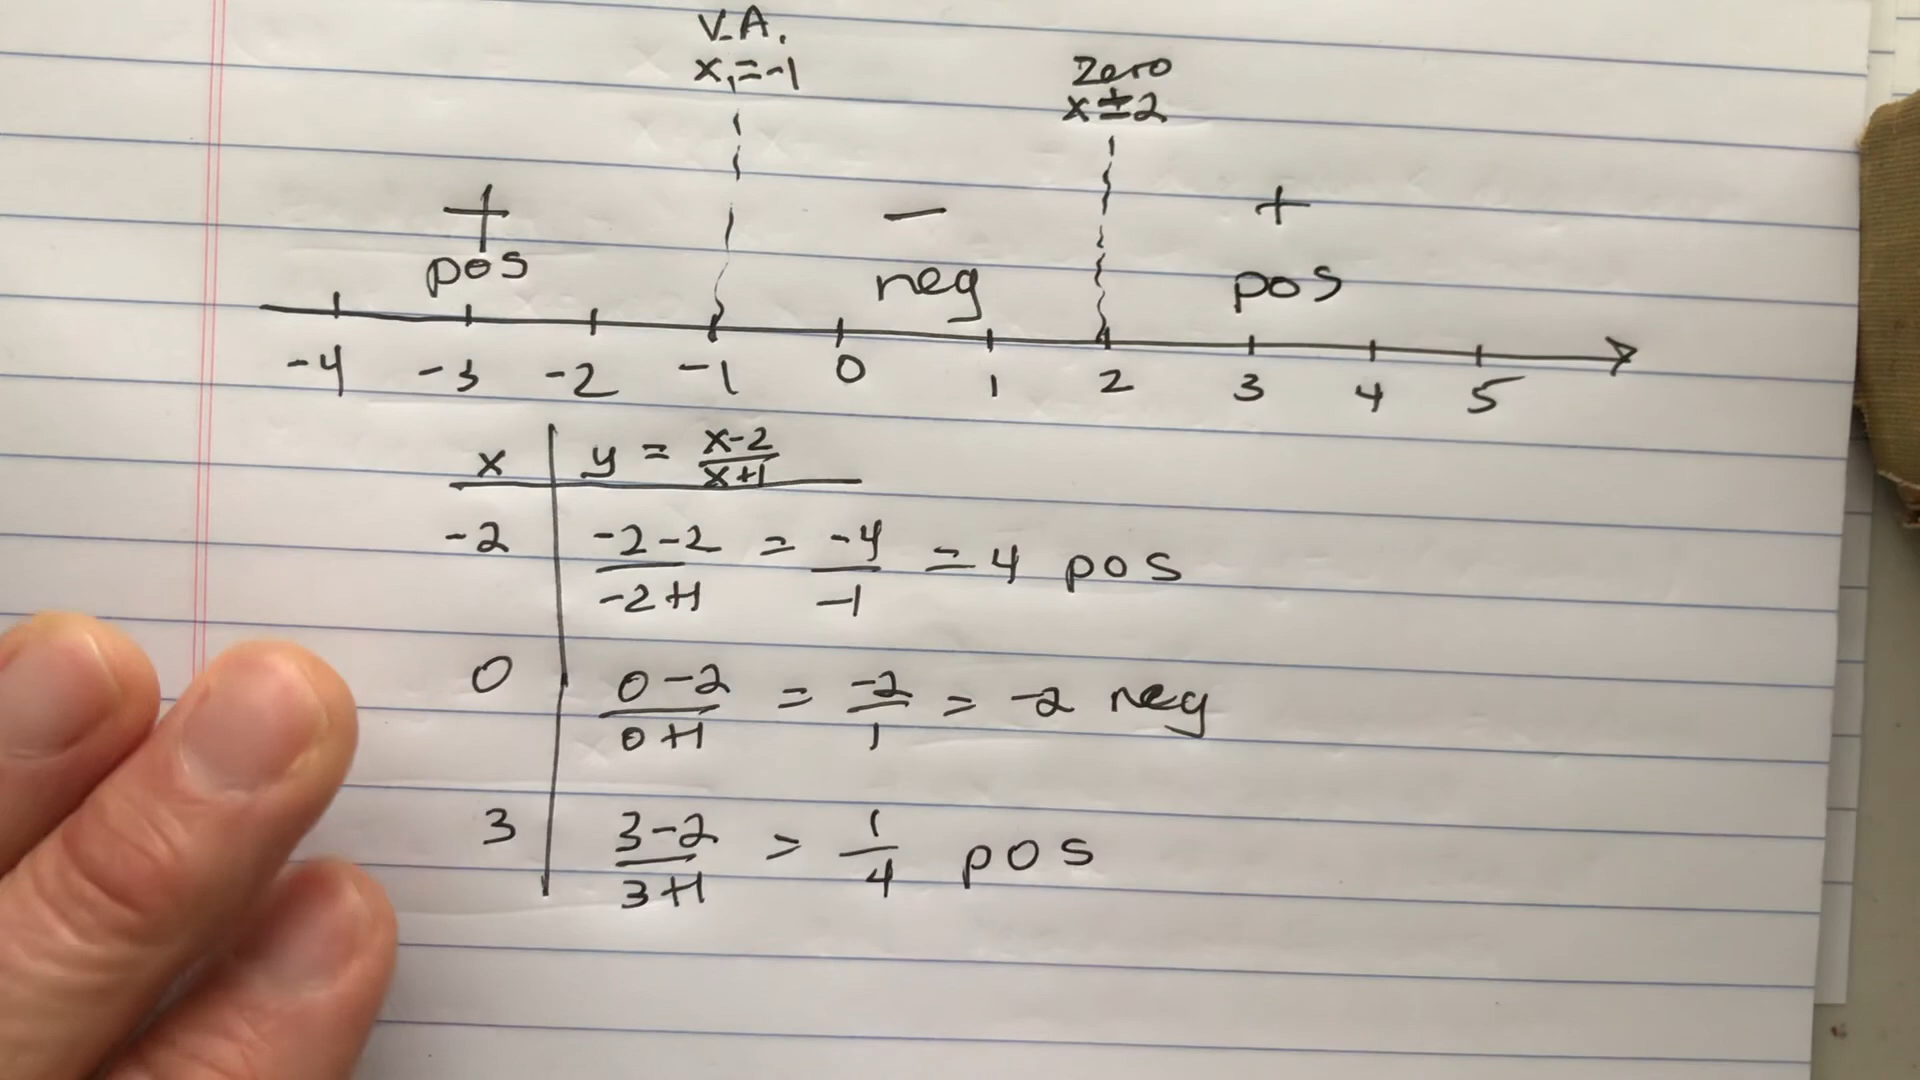 V.A.
x=-1
Zero
x=2
+ − +
pos neg pos
-4 -3 -2 -1 0 1 2 3 4 5
x y = x-2/x+1
-2 -2-2/-2+1 = -4/-1 = 4 pos
0 0-2/0+1 = -2/1 = -2 neg
3 3-2/3+1 = 1/4 pos